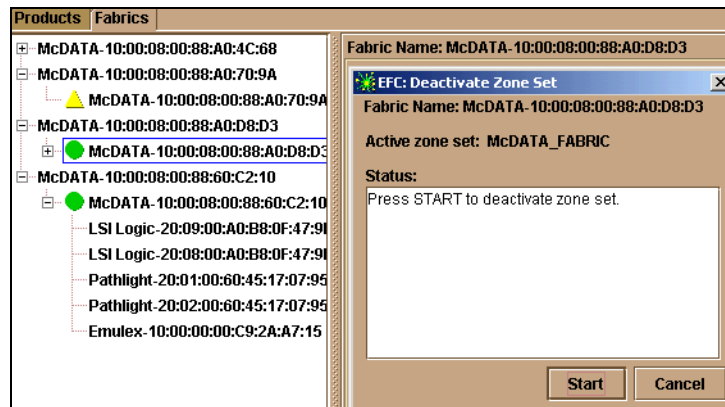 Products Fabrics
McDATA-10:00:08:00:88:A0:4C:68
McDATA-10:00:08:00:88:A0:70:9A
McDATA-10:00:08:00:88:A0:70:9A
McDATA-10:00:08:00:88:A0:D8:D3
McDATA-10:00:08:00:88:A0:D8:D3
McDATA-10:00:08:00:88:60:C2:10
McDATA-10:00:08:00:88:60:C2:10
LSI Logic-20:09:00:A0:B8:0F:47:9
LSI Logic-20:08:00:A0:B8:0F:47:9
Pathlight-20:01:00:60:45:17:07:95
Pathlight-20:02:00:60:45:17:07:95
Emulex-10:00:00:00:C9:2A:A7:15
Fabric Name: McDATA-10:00:08:00:88:A0:D8:D3
EFC: Deactivate Zone Set
Fabric Name: McDATA-10:00:08:00:88:A0:D8:D3
Active zone set: McDATA_FABRIC
Status:
Press START to deactivate zone set.
Start Cancel